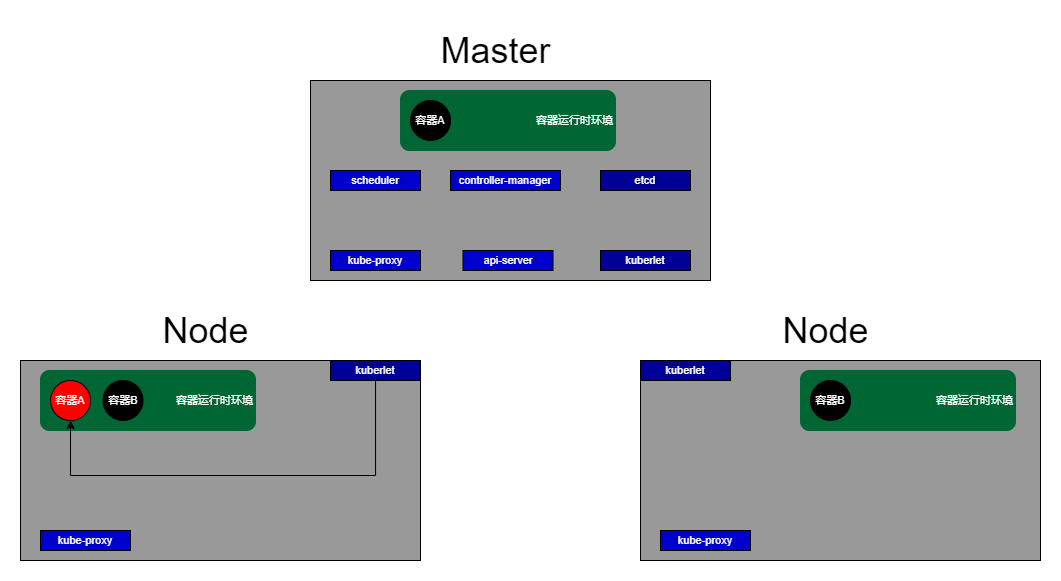 Master
容器A
容器运行时环境
scheduler
controller-manager
etcd
kube-proxy
api-server
kuberlet
Node
kuberlet
容器A
容器B
容器运行时环境
kube-proxy
Node
kuberlet
容器B
容器运行时环境
kube-proxy